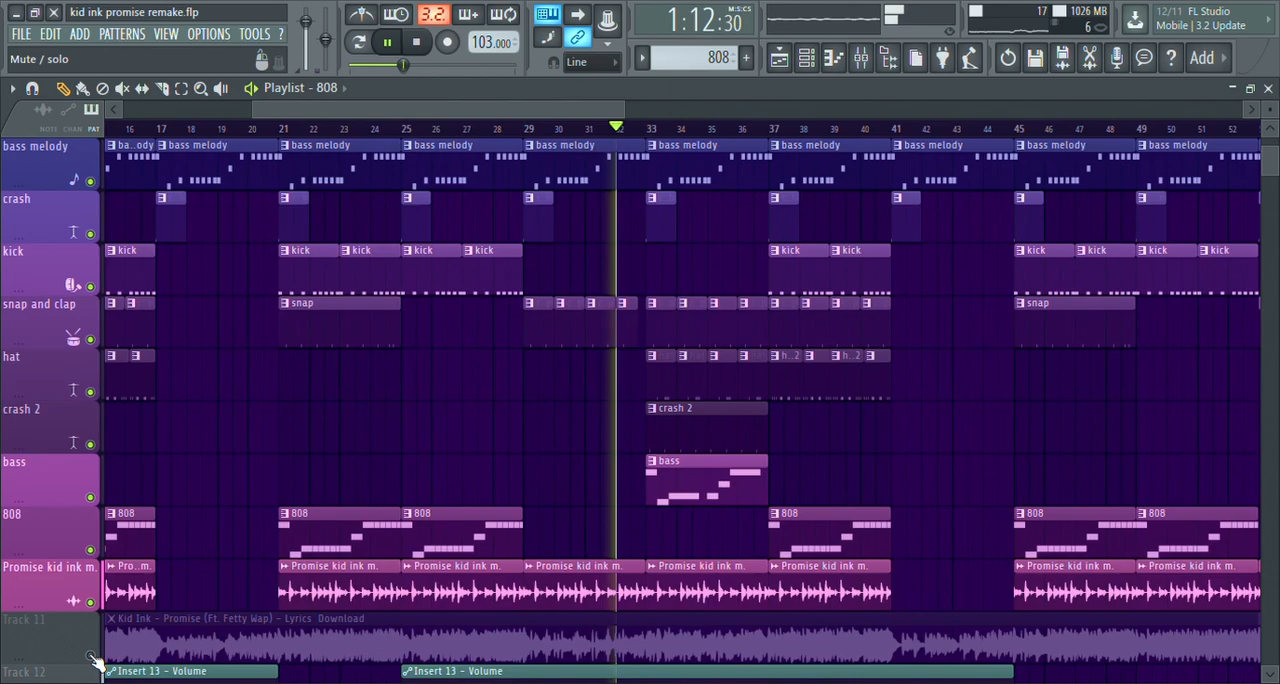 kid ink promise remake.flp
FILE EDIT ADD PATTERNS VIEW OPTIONS TOOLS ?
Mute / solo
3.2.
103.000
Line
1:12:30
M:S:CS
808
17
1026 MB
6
12/11 FL Studio
Mobile | 3.2 Update
Add
Playlist - 808
NOTE CHAN PAT
16 17 18 19 20 21 22 23 24 25 26 27 28 29 30 31 32 33 34 35 36 37 38 39 40 41 42 43 44 45 46 47 48 49 50 51 52
bass melody
ba..ody bass melody bass melody bass melody bass melody bass melody bass melody bass melody bass melody bass melody
crash
kick
kick kick kick kick kick kick kick kick kick kick kick
snap and clap
snap snap
hat
h..2 h..2
crash 2
crash 2
bass
bass
808
808 808 808 808 808 808
Promise kid ink m.
Pro..m. Promise kid ink m. Promise kid ink m. Promise kid ink m. Promise kid ink m. Promise kid ink m. Promise kid ink m. Promise kid ink m.
Track 11
Kid Ink - Promise (Ft. Fetty Wap) - Lyrics Download
Track 12
Insert 13 - Volume Insert 13 - Volume